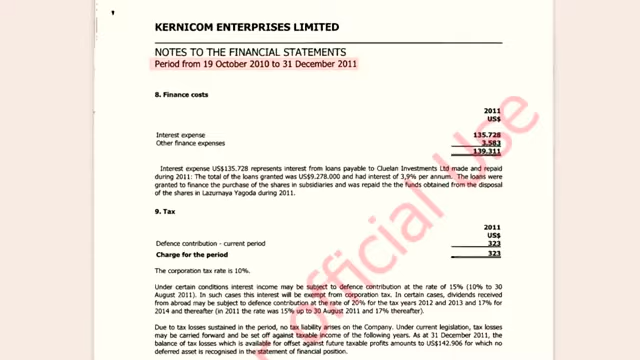 KERNICOM ENTERPRISES LIMITED
NOTES TO THE FINANCIAL STATEMENTS
Period from 19 October 2010 to 31 December 2011
8. Finance costs
2011
US$
Interest expense 135.728
Other finance expenses 3.583
139.311
Interest expense US$135.728 represents interest from loans payable to Cluelan Investments Ltd made and repaid
during 2011: The total of the loans granted was US$9.278.000 and had interest of 3,9% per annum. The loans were
granted to finance the purchase of the shares in subsidiaries and was repaid the the funds obtained from the disposal
of the shares in Lazurnaya Yagoda during 2011.
9. Tax
2011
US$
Defence contribution - current period 323
Charge for the period 323
The corporation tax rate is 10%.
Under certain conditions interest income may be subject to defence contribution at the rate of 15% (10% to 30
August 2011). In such cases this interest will be exempt from corporation tax. In certain cases, dividends received
from abroad may be subject to defence contribution at the rate of 20% for the tax years 2012 and 2013 and 17% for
2014 and thereafter (in 2011 the rate was 15% up to 30 August 2011 and 17% thereafter).
Due to tax losses sustained in the period, no tax liability arises on the Company. Under current legislation, tax losses
may be carried forward and be set off against taxable income of the following years. As at 31 December 2011, the
balance of tax losses which is available for offset against future taxable profits amounts to US$142.906 for which no
deferred asset is recognised in the statement of financial position.
official Use